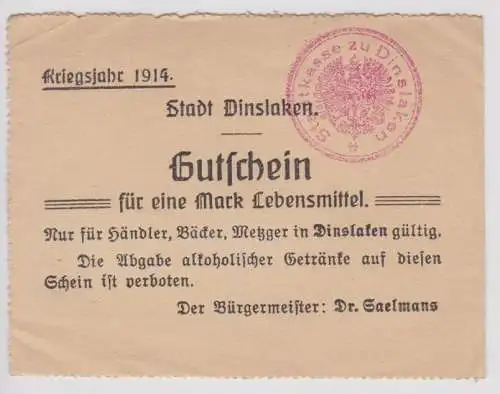 Kriegsjahr 1914.
Stadtkasse zu Dinslaken
Stadt Dinslaken.
Gutschein
für eine Mark Lebensmittel.
Nur für Händler, Bäcker, Metzger in Dinslaken gültig.
Die Abgabe alkoholischer Getränke auf diesen
Schein ist verboten.
Der Bürgermeister: Dr. Saelmans